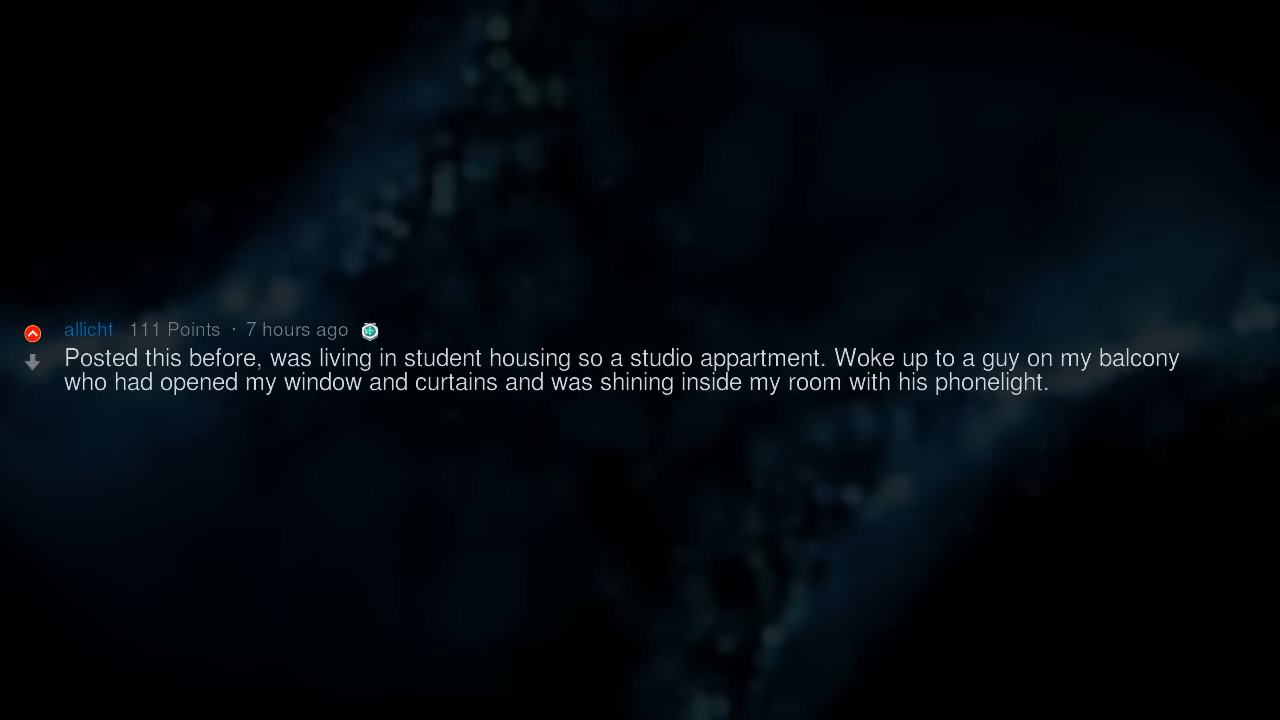 allicht 111 Points · 7 hours ago
Posted this before, was living in student housing so a studio appartment. Woke up to a guy on my balcony
who had opened my window and curtains and was shining inside my room with his phonelight.